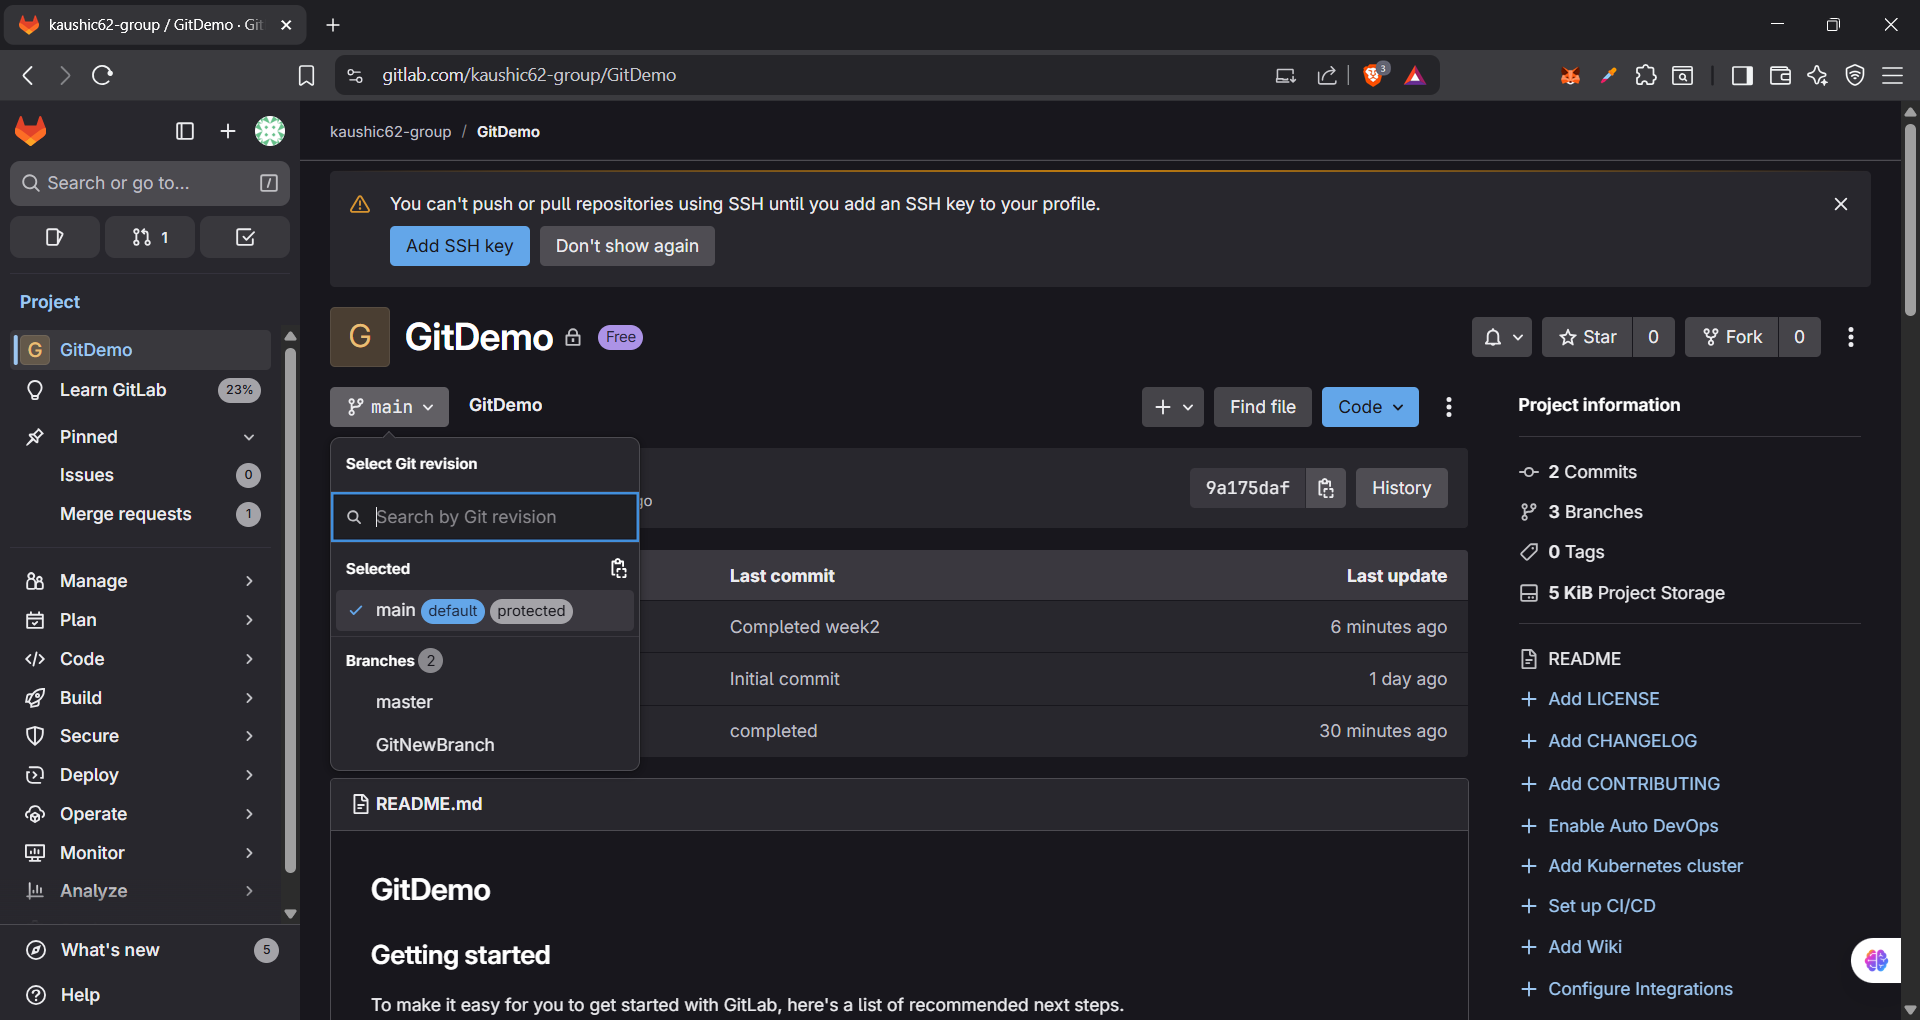 kaushic62-group / GitDemo · Git
gitlab.com/kaushic62-group/GitDemo
3
Search or go to...
/
1
Project
G GitDemo
Learn GitLab 23%
Pinned
Issues 0
Merge requests 1
Manage
Plan
Code
Build
Secure
Deploy
Operate
Monitor
Analyze
What's new 5
Help
kaushic62-group / GitDemo
You can't push or pull repositories using SSH until you add an SSH key to your profile.
Add SSH key Don't show again
G GitDemo Free
Star 0 Fork 0
main GitDemo
Find file Code
Select Git revision
Search by Git revision
go
9a175daf History
Selected
main default protected
Branches 2
master
GitNewBranch
Last commit Last update
Completed week2 6 minutes ago
Initial commit 1 day ago
completed 30 minutes ago
README.md
GitDemo
Getting started
To make it easy for you to get started with GitLab, here's a list of recommended next steps.
Project information
2 Commits
3 Branches
0 Tags
5 KiB Project Storage
README
Add LICENSE
Add CHANGELOG
Add CONTRIBUTING
Enable Auto DevOps
Add Kubernetes cluster
Set up CI/CD
Add Wiki
Configure Integrations